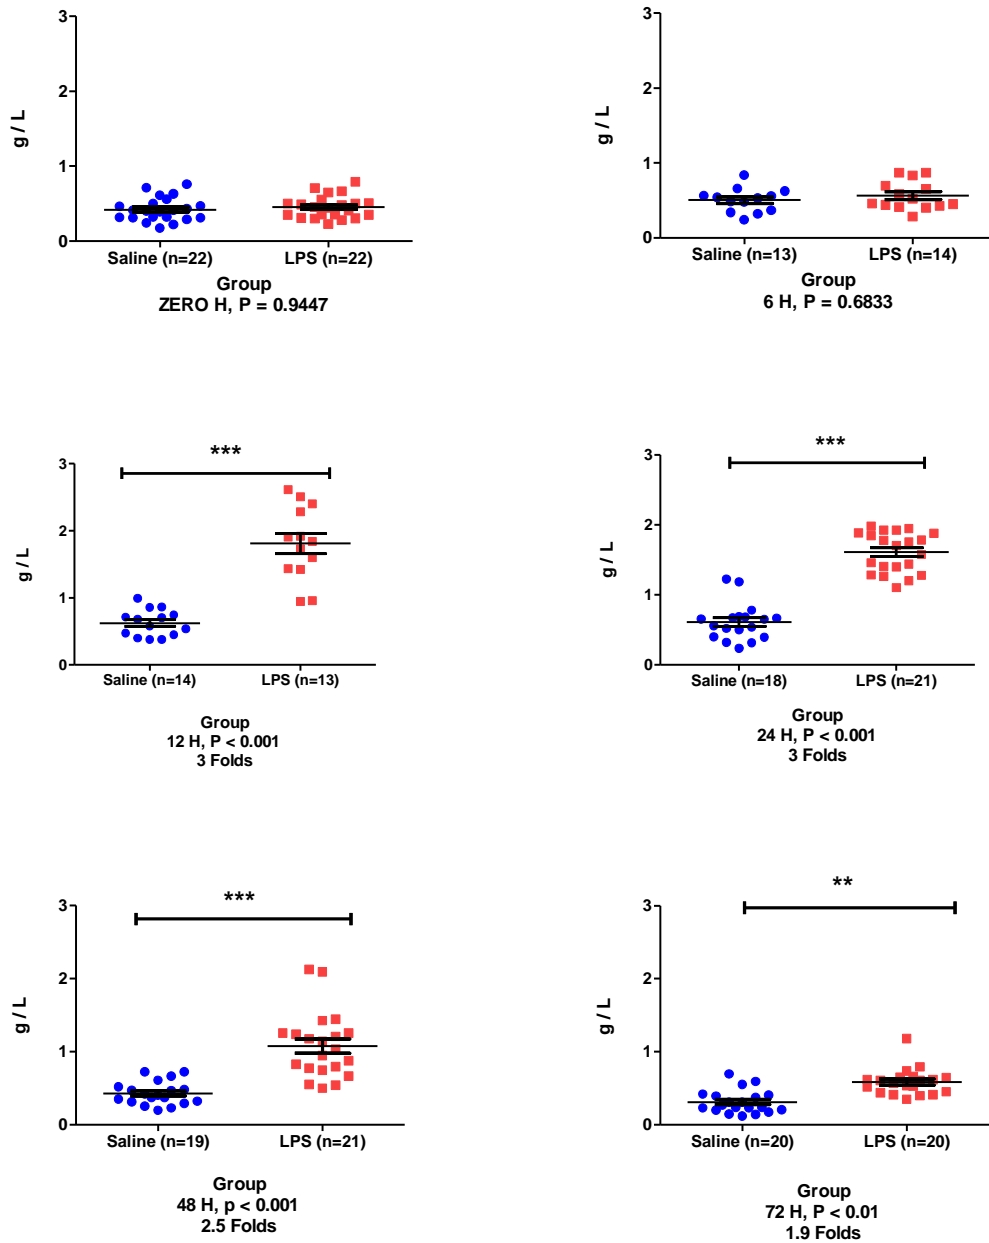 3
2
1
0
g / L
Saline (n=22)
LPS (n=22)
Group
ZERO H, P = 0.9447
3
2
1
0
g / L
Saline (n=13)
LPS (n=14)
Group
6 H, P = 0.6833
***
3
2
1
0
g / L
Saline (n=14)
LPS (n=13)
Group
12 H, P < 0.001
3 Folds
***
3
2
1
0
g / L
Saline (n=18)
LPS (n=21)
Group
24 H, P < 0.001
3 Folds
***
3
2
1
0
g / L
Saline (n=19)
LPS (n=21)
Group
48 H, p < 0.001
2.5 Folds
**
3
2
1
0
g / L
Saline (n=20)
LPS (n=20)
Group
72 H, P < 0.01
1.9 Folds